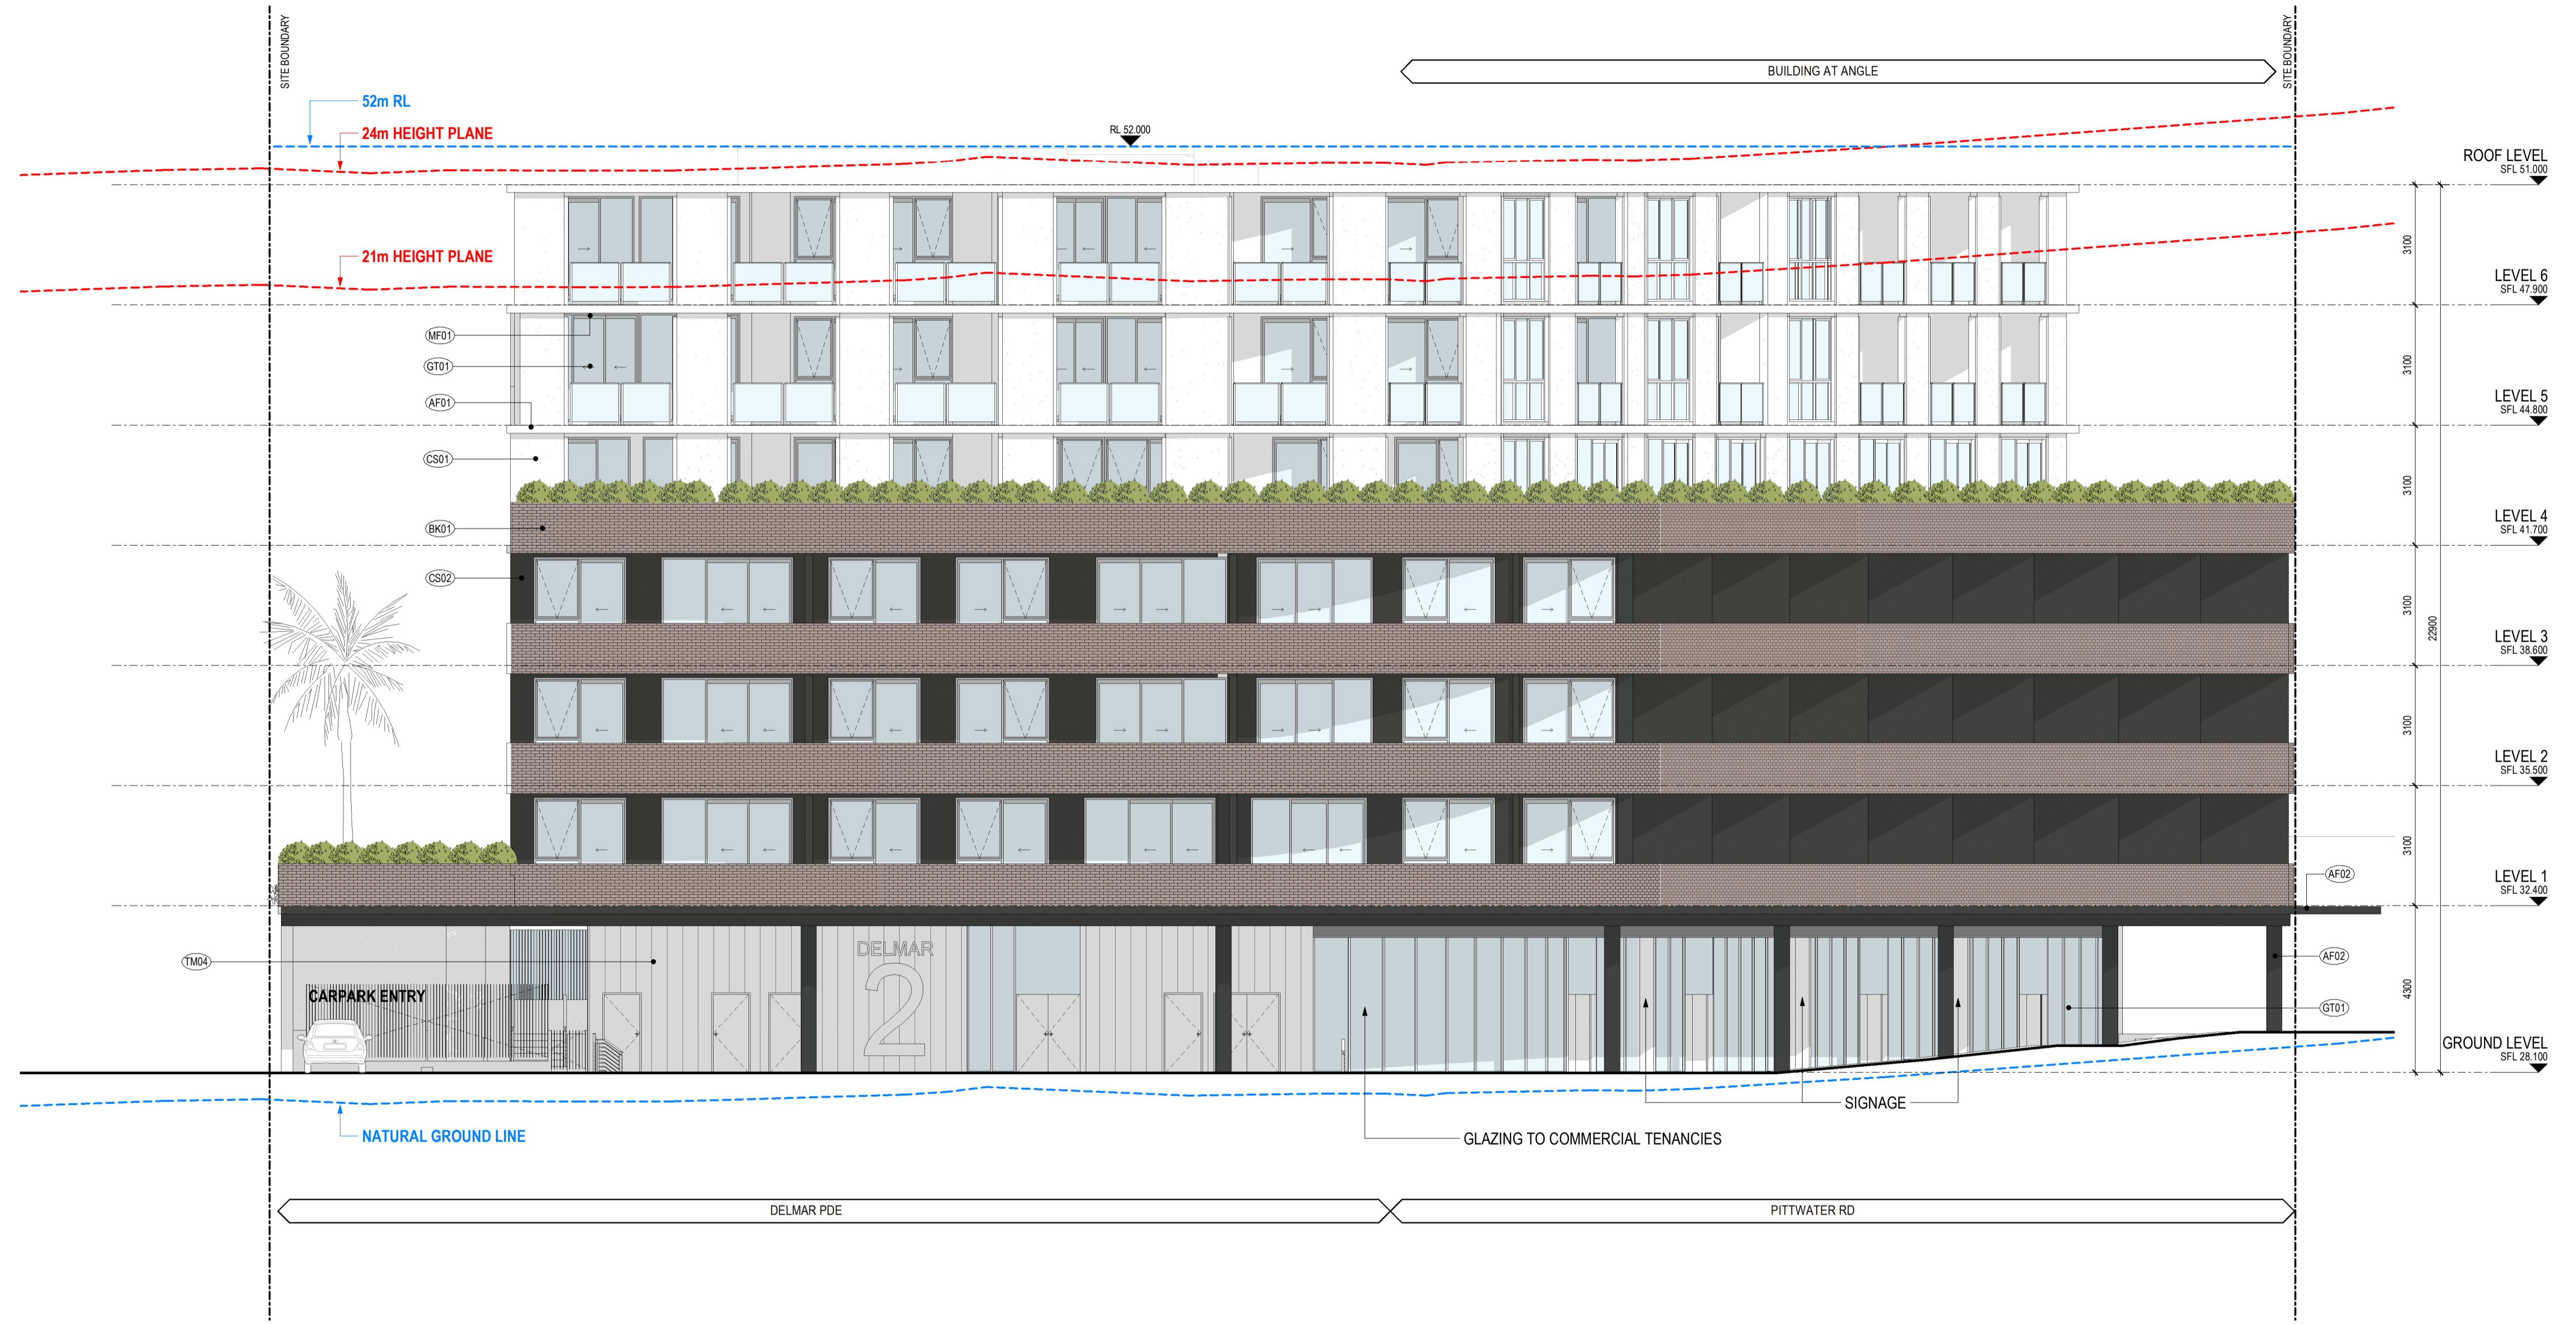 SITE BOUNDARY
SITE BOUNDARY
BUILDING AT ANGLE
52m RL
24m HEIGHT PLANE
RL 52.000
ROOF LEVEL
SFL 51.000
3100
21m HEIGHT PLANE
LEVEL 6
SFL 47.900
MF01
GT01
3100
AF01
LEVEL 5
SFL 44.800
CS01
3100
BK01
LEVEL 4
SFL 41.700
CS02
3100
22900
LEVEL 3
SFL 38.600
3100
LEVEL 2
SFL 35.500
3100
AF02
LEVEL 1
SFL 32.400
DELMAR
2
TM04
AF02
CARPARK ENTRY
4300
GT01
GROUND LEVEL
SFL 28.100
SIGNAGE
NATURAL GROUND LINE
GLAZING TO COMMERCIAL TENANCIES
DELMAR PDE
PITTWATER RD